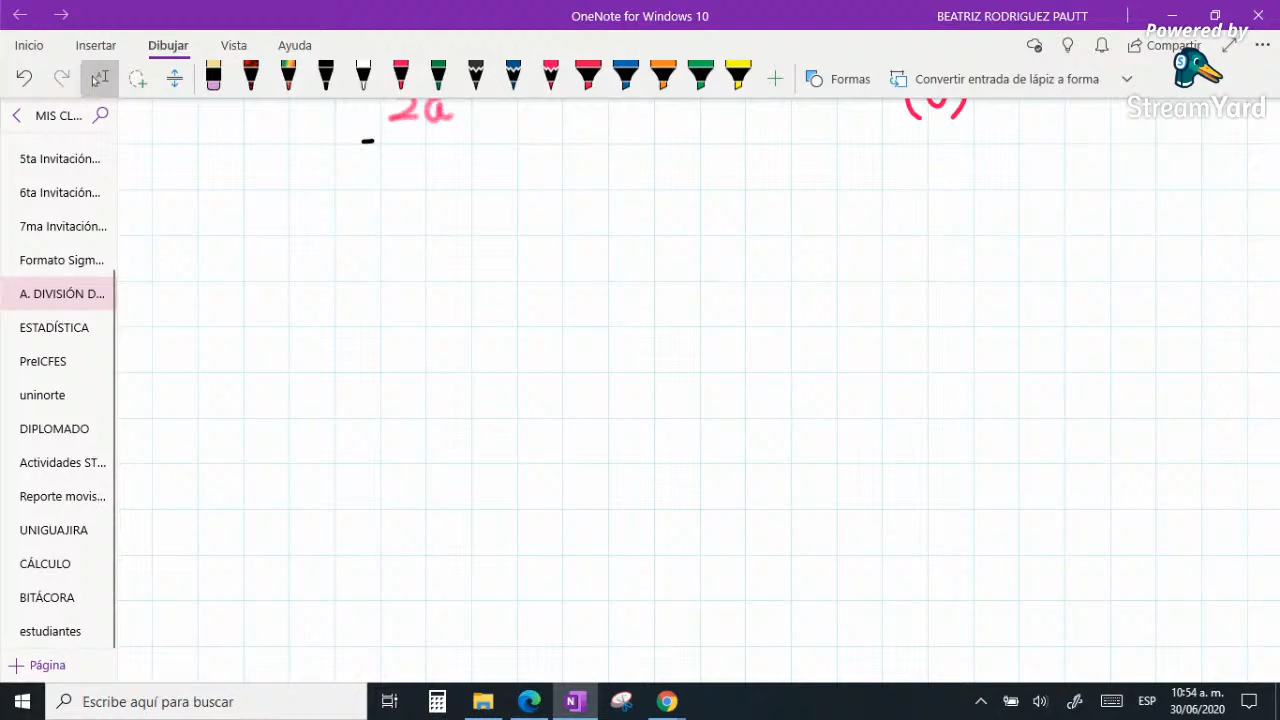 OneNote for Windows 10
BEATRIZ RODRIGUEZ PAUTT
Powered by
StreamYard
Inicio
Insertar
Dibujar
Vista
Ayuda
Compartir
Formas
Convertir entrada de lápiz a forma
MIS CL...
2a
(0)
-
5ta Invitación...
6ta Invitación...
7ma Invitación...
Formato Sigm...
A. DIVISIÓN D...
ESTADÍSTICA
PreICFES
uninorte
DIPLOMADO
Actividades ST...
Reporte movis...
UNIGUAJIRA
CÁLCULO
BITÁCORA
estudiantes
Página
Escribe aquí para buscar
ESP
10:54 a. m.
30/06/2020